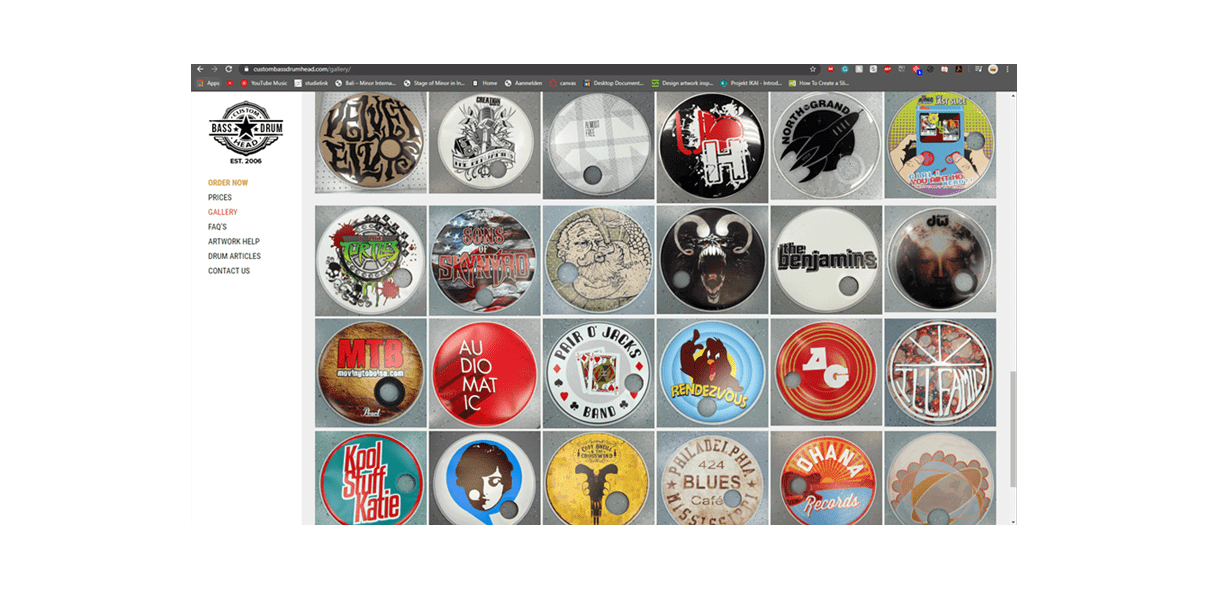 custombassdrumhead.com/gallery/
Apps
YouTube Music
studielink
Bali – Minor Interna...
Stage of Minor in In...
Home
Aanmelden
canvas
Desktop Document...
Design artwork insp...
Projekt IKAI - Introd...
How To Create a Sli...
CUSTOM
BASS DRUM
HEAD
EST. 2006
ORDER NOW
PRICES
GALLERY
FAQ'S
ARTWORK HELP
DRUM ARTICLES
CONTACT US
VELVET
ELVIS
ALMOST
FREE
H
NORTH GRAND
TURTLES
SONS
OF
SKYNYRD
the
benjamins
dw
MTB
movingtoboise.com
Pearl
AU
DIO
MAT
IC
PAIR O' JACKS
BAND
RENDEZVOUS
AG
Kool
Stuff
Katie
PHILADELPHIA
424
BLUES
Café
MISSISSIPPI
OHANA
Records